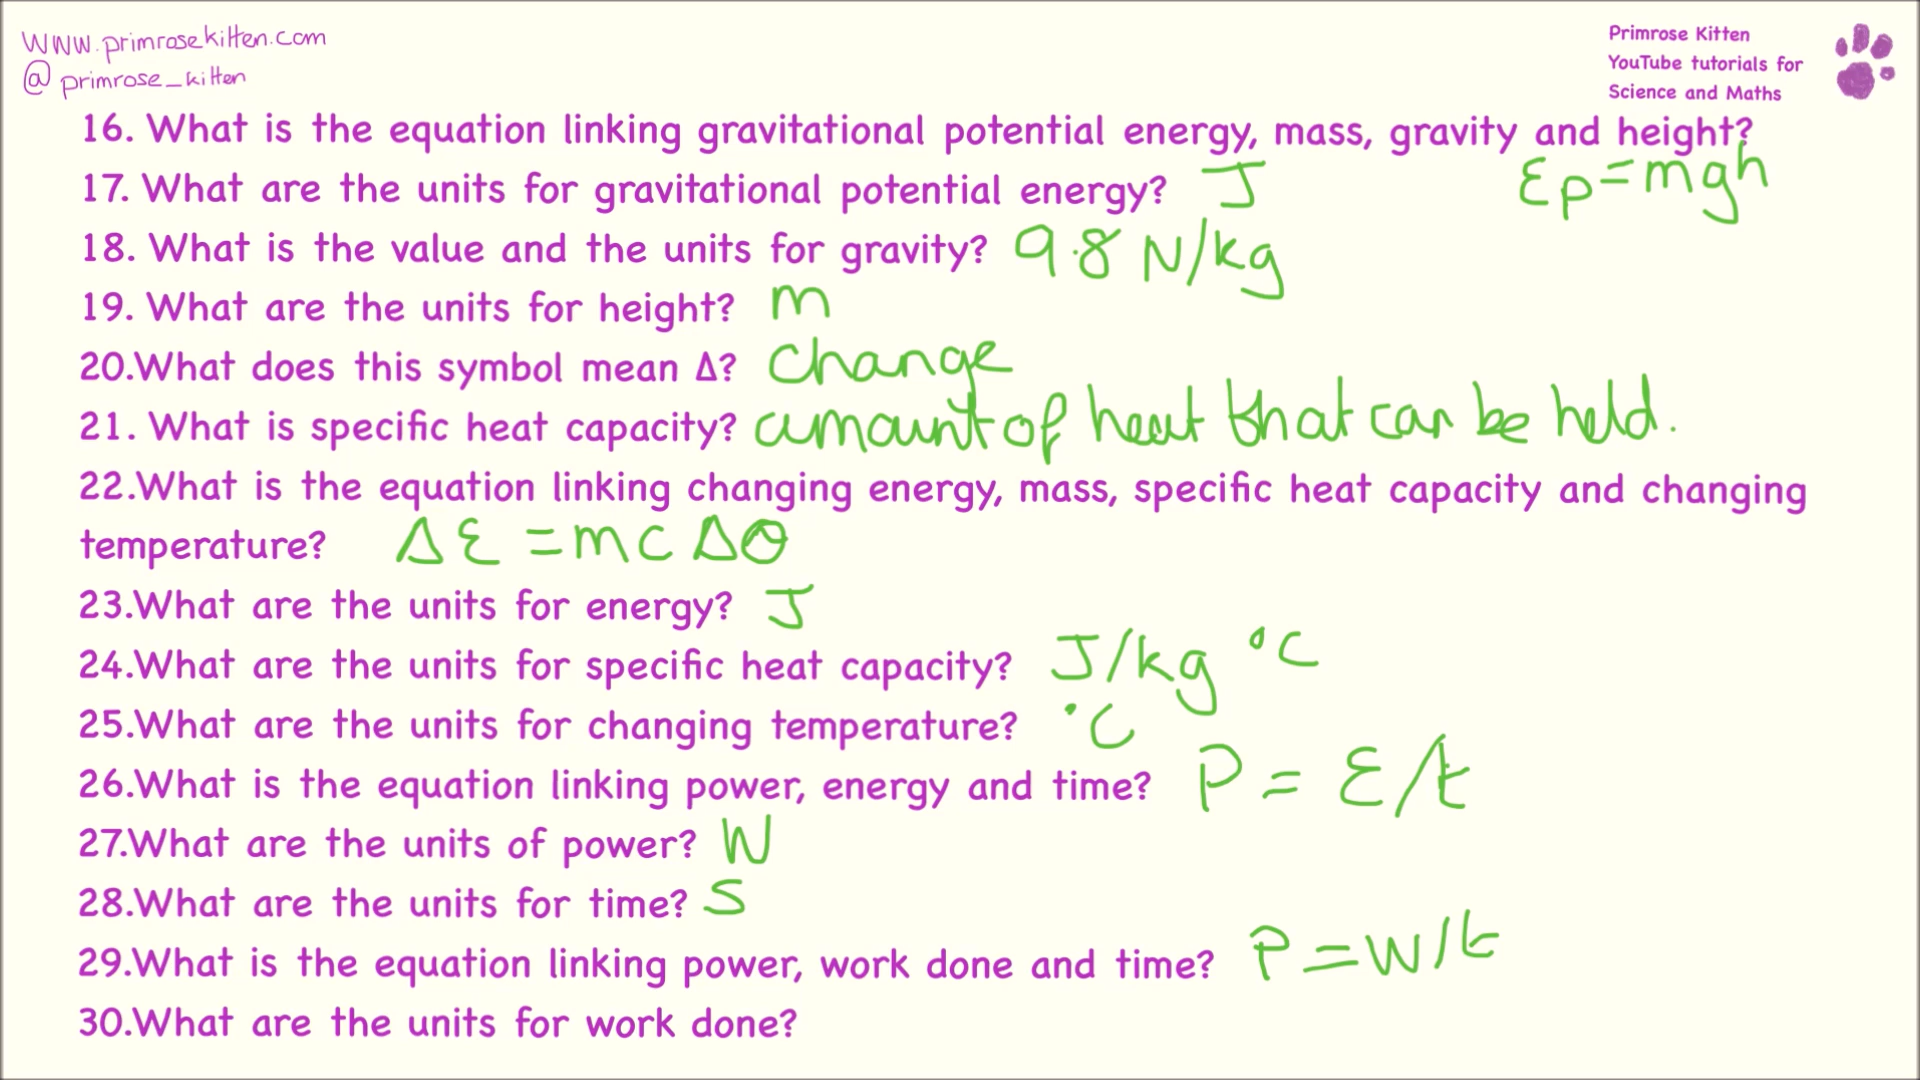 www.primrosekitten.com
@primrose_kitten
Primrose Kitten
YouTube tutorials for
Science and Maths
16. What is the equation linking gravitational potential energy, mass, gravity and height?
Ep=mgh
17. What are the units for gravitational potential energy? J
18. What is the value and the units for gravity? 9.8 N/kg
19. What are the units for height? m
20.What does this symbol mean Δ? change
21. What is specific heat capacity? amount of heat that can be held.
22.What is the equation linking changing energy, mass, specific heat capacity and changing
temperature? ΔE =mcΔθ
23.What are the units for energy? J
24.What are the units for specific heat capacity? J/kg °C
25.What are the units for changing temperature? °C
26.What is the equation linking power, energy and time? P = E/t
27.What are the units of power? W
28.What are the units for time? s
29.What is the equation linking power, work done and time? P=W/t
30.What are the units for work done?